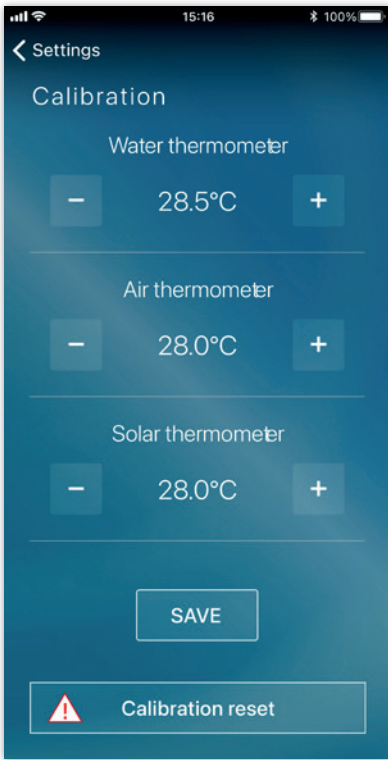 15:16 100%
Settings
Calibration
Water thermometer
− 28.5°C +
Air thermometer
− 28.0°C +
Solar thermometer
− 28.0°C +
SAVE
Calibration reset